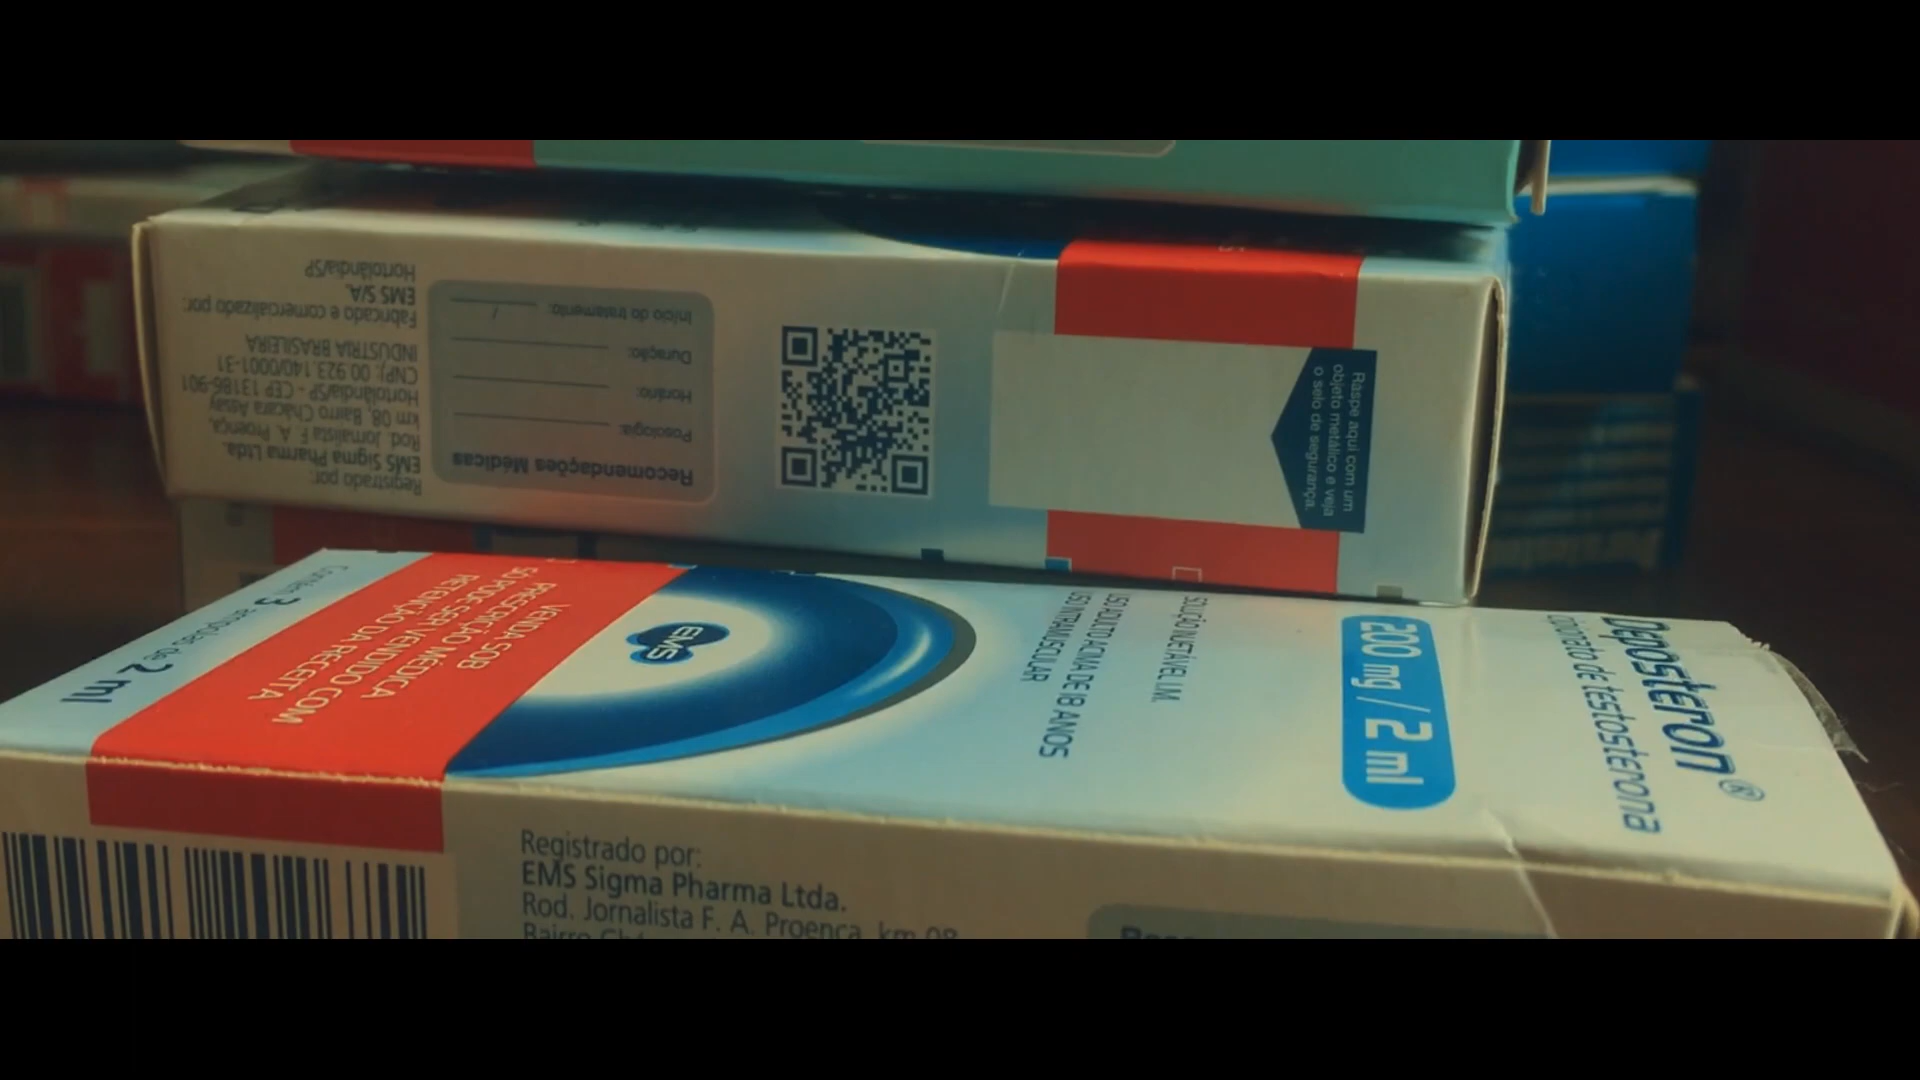 Registrado por:
EMS Sigma Pharma Ltda.
Rod. Jornalista F. A. Proença,
km 08, Bairro Chácara Assay
Hortolândia/SP - CEP 13186-901
CNPJ: 00.923.140/0001-31
INDÚSTRIA BRASILEIRA
Fabricado e comercializado por:
EMS S/A.
Hortolândia/SP
Recomendações Médicas
Posologia:
Horário:
Duração:
Início do tratamento: /
Raspe aqui com um
objeto metálico e veja
o selo de segurança.
Deposteron®
cipionato de testosterona
200 mg / 2 ml
SOLUÇÃO INJETÁVEL I.M.
USO ADULTO ACIMA DE 18 ANOS
USO INTRAMUSCULAR
EMS
VENDA SOB
PRESCRIÇÃO MÉDICA
SÓ PODE SER VENDIDO COM
RETENÇÃO DA RECEITA
Contém 3 ampolas de 2 ml
Registrado por:
EMS Sigma Pharma Ltda.
Rod. Jornalista F. A. Proença, km 08
Bairro